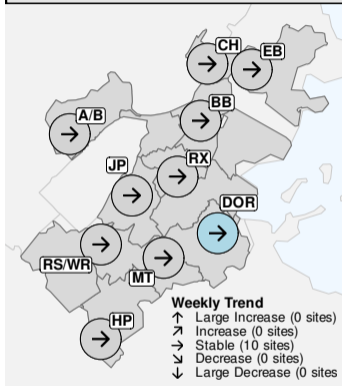 CH
EB
A/B
BB
JP
RX
DOR
RS/WR
MT
HP
Weekly Trend
↑ Large Increase (0 sites)
↗ Increase (0 sites)
→ Stable (10 sites)
↘ Decrease (0 sites)
↓ Large Decrease (0 sites